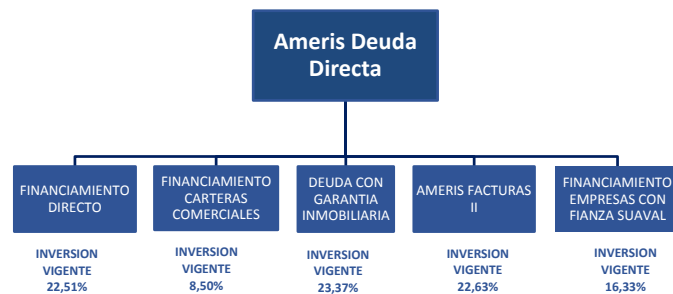 Ameris Deuda
Directa
FINANCIAMIENTO
DIRECTO
FINANCIAMIENTO
CARTERAS
COMERCIALES
DEUDA CON
GARANTIA
INMOBILIARIA
AMERIS FACTURAS
II
FINANCIAMIENTO
EMPRESAS CON
FIANZA SUAVAL
INVERSION
VIGENTE
22,51%
INVERSION
VIGENTE
8,50%
INVERSION
VIGENTE
23,37%
INVERSION
VIGENTE
22,63%
INVERSION
VIGENTE
16,33%